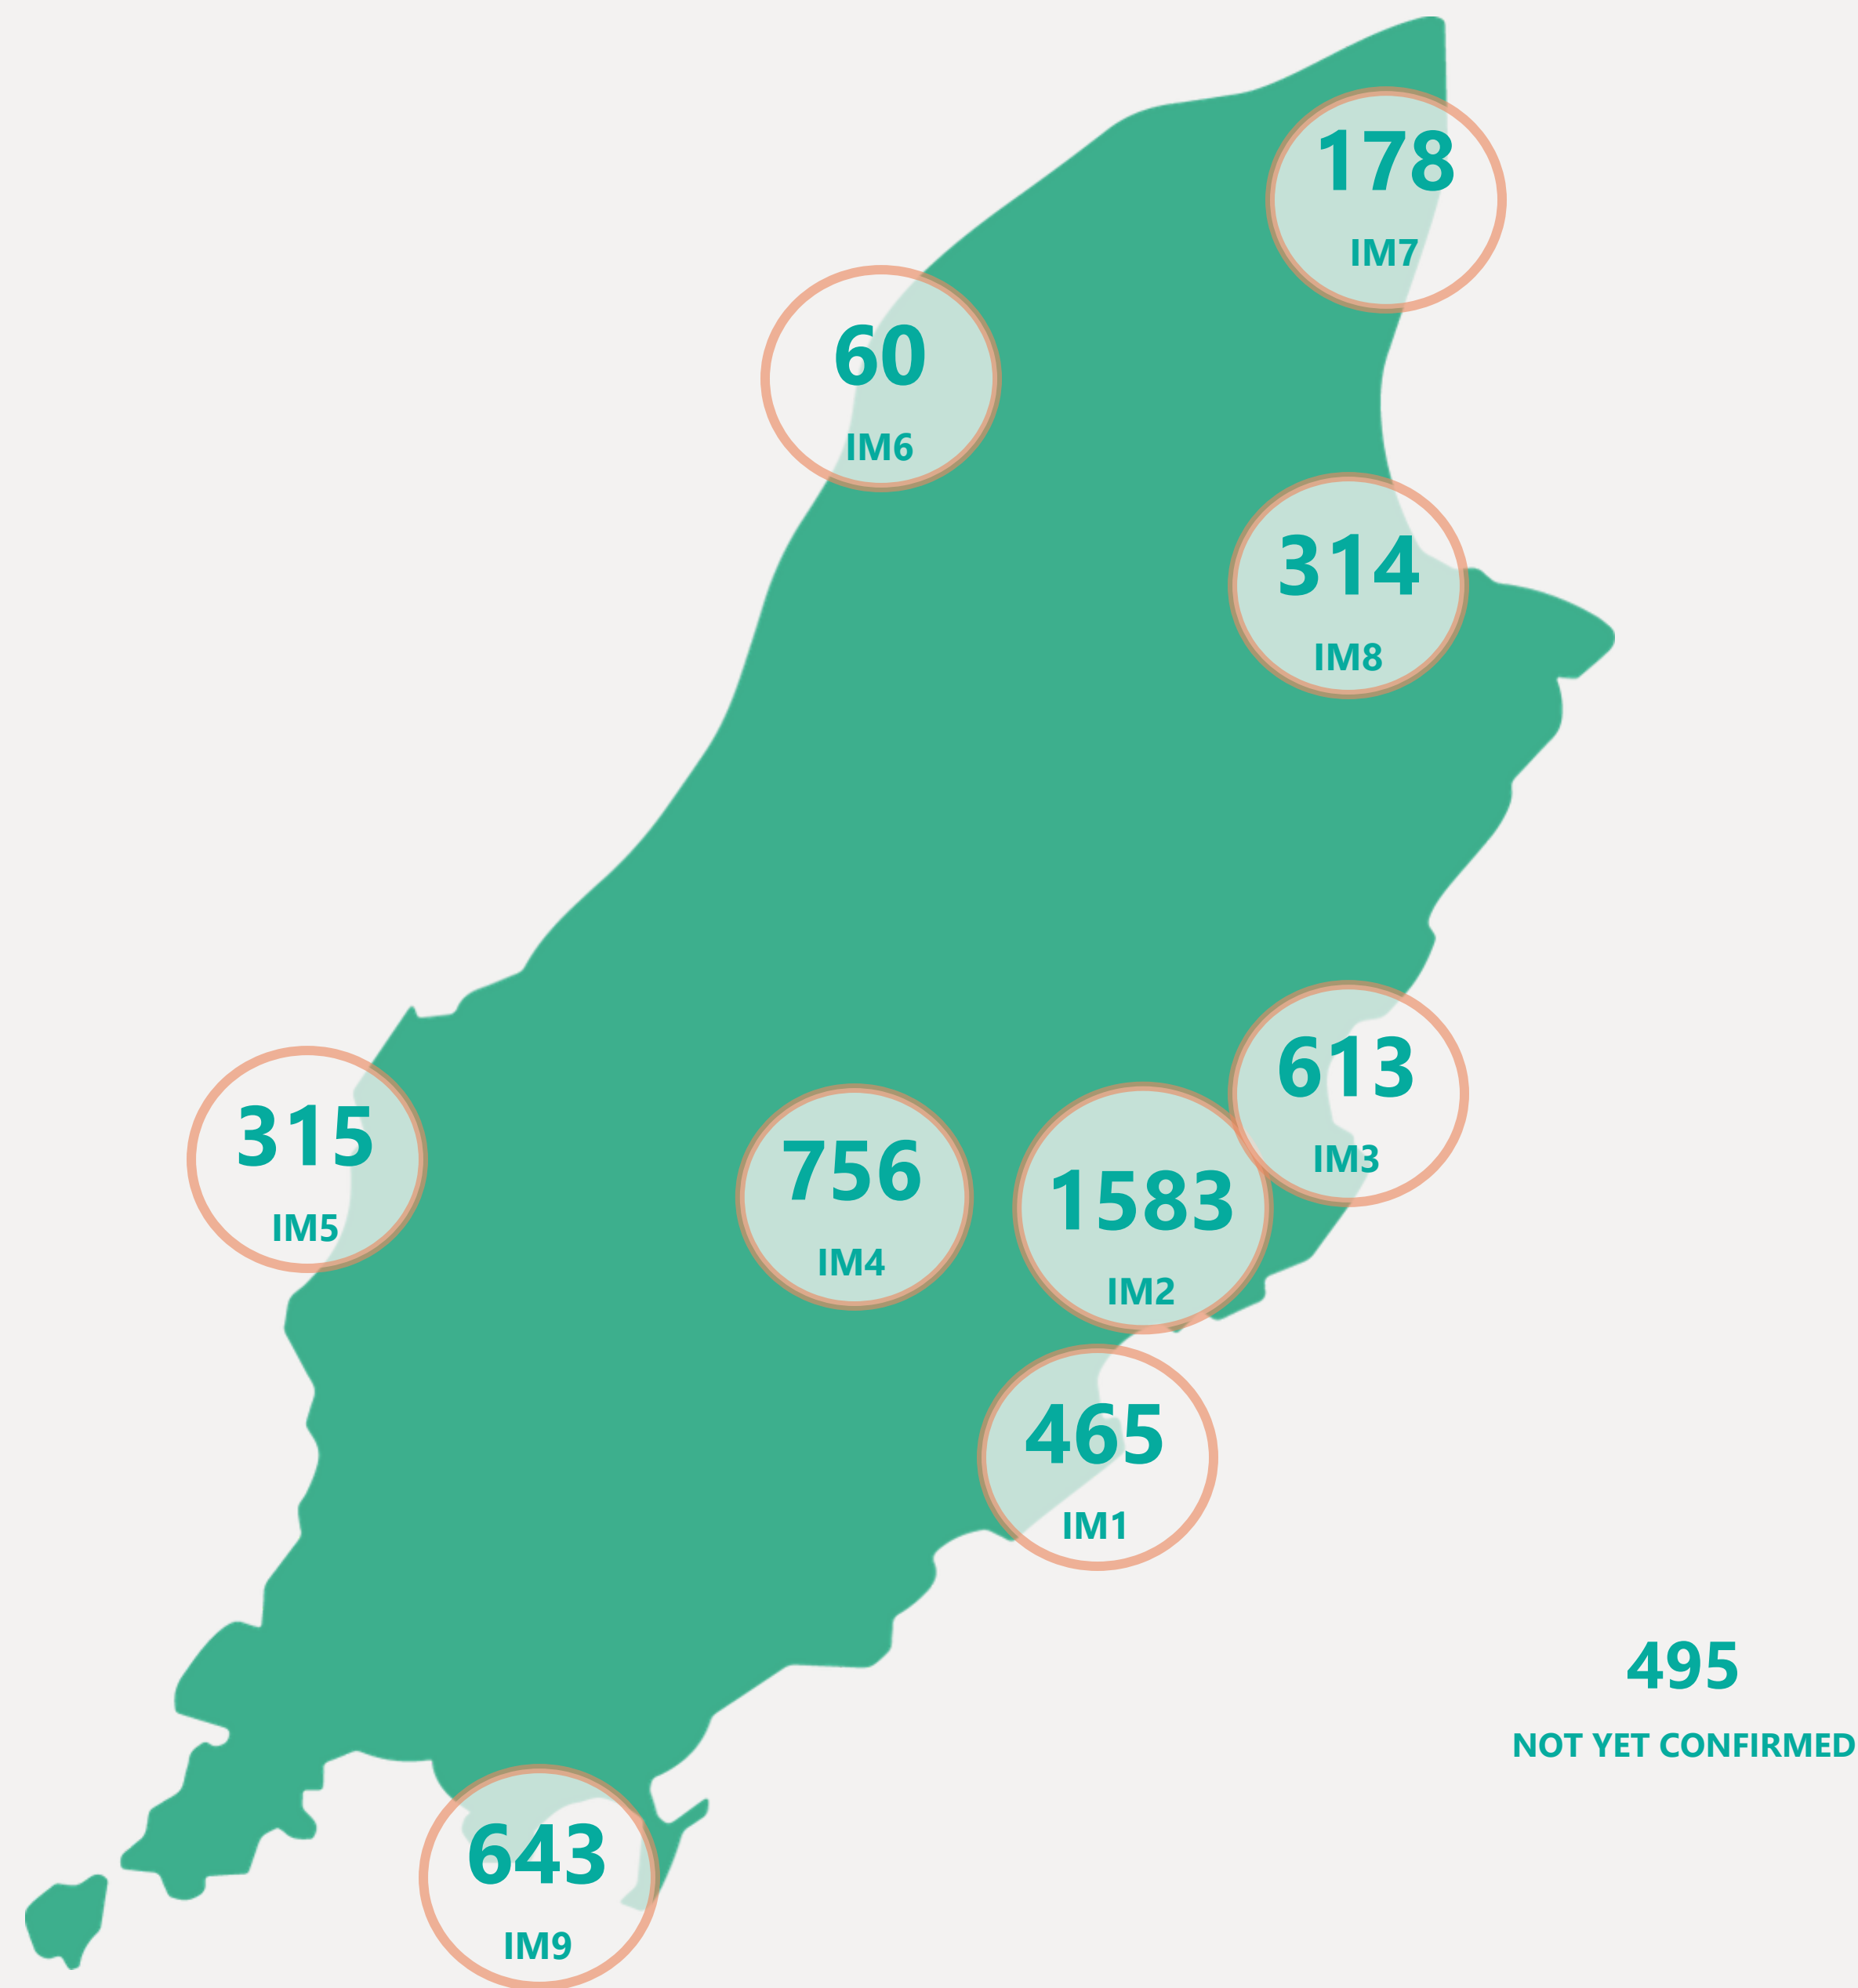 178
IM7
60
IM6
314
IM8
613
IM3
315
IM5
756
IM4
1583
IM2
465
IM1
495
NOT YET CONFIRMED
643
IM9